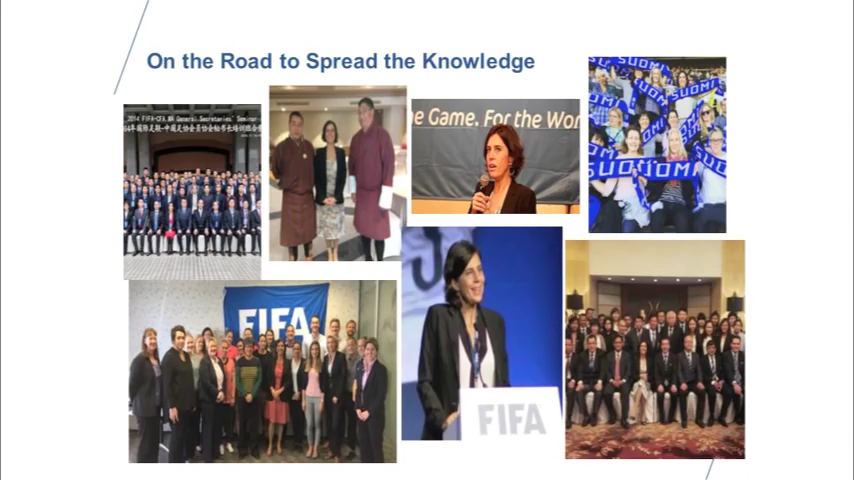 On the Road to Spread the Knowledge
2014 FIFA-CFA MA General Secretaries' Seminar
he Game. For the Wor
SUOMI
SUOMI
SUOMI
FIFA
FIFA